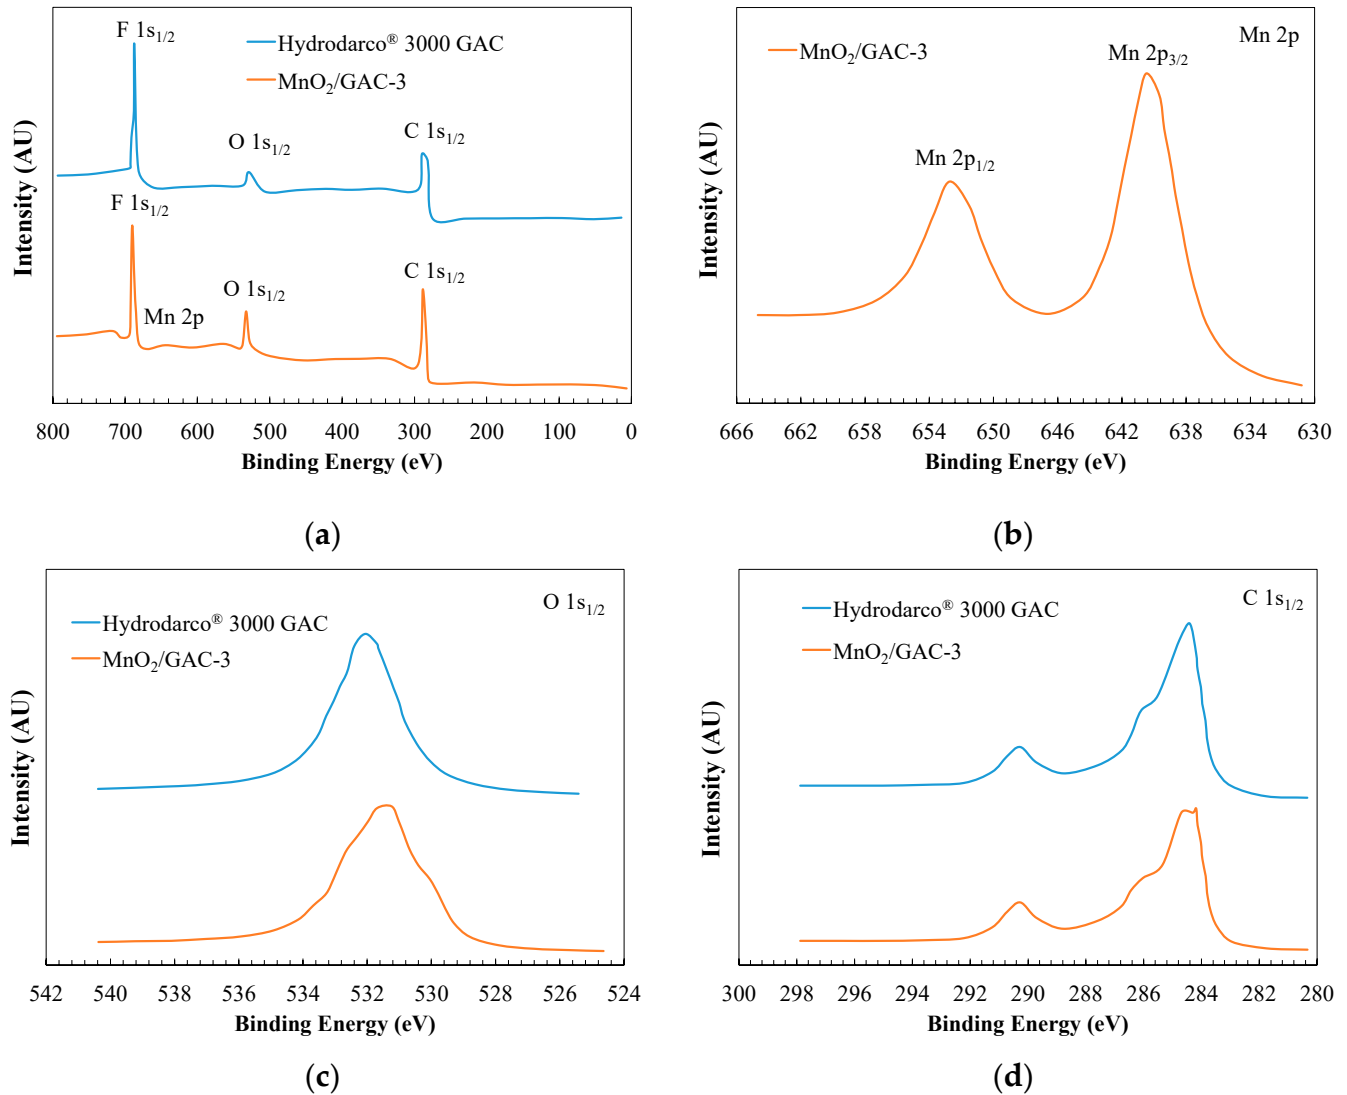 F 1s1/2
Hydrodarco® 3000 GAC
MnO2/GAC-3
O 1s1/2
C 1s1/2
F 1s1/2
Mn 2p
O 1s1/2
C 1s1/2
Intensity (AU)
800 700 600 500 400 300 200 100 0
Binding Energy (eV)
(a)
MnO2/GAC-3
Mn 2p
Mn 2p3/2
Mn 2p1/2
Intensity (AU)
666 662 658 654 650 646 642 638 634 630
Binding Energy (eV)
(b)
O 1s1/2
Hydrodarco® 3000 GAC
MnO2/GAC-3
Intensity (AU)
542 540 538 536 534 532 530 528 526 524
Binding Energy (eV)
(c)
C 1s1/2
Hydrodarco® 3000 GAC
MnO2/GAC-3
Intensity (AU)
300 298 296 294 292 290 288 286 284 282 280
Binding Energy (eV)
(d)